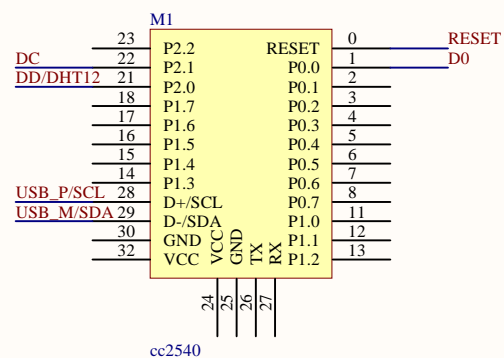 M1
23 P2.2 RESET 0 RESET
DC 22 P2.1 P0.0 1 D0
DD/DHT12 21 P2.0 P0.1 2
18 P1.7 P0.2 3
17 P1.6 P0.3 4
16 P1.5 P0.4 5
15 P1.4 P0.5 6
14 P1.3 P0.6 7
USB_P/SCL 28 D+/SCL P0.7 8
USB_M/SDA 29 D-/SDA P1.0 11
30 GND P1.1 12
32 VCC P1.2 13
VCC GND TX RX
24 25 26 27
cc2540